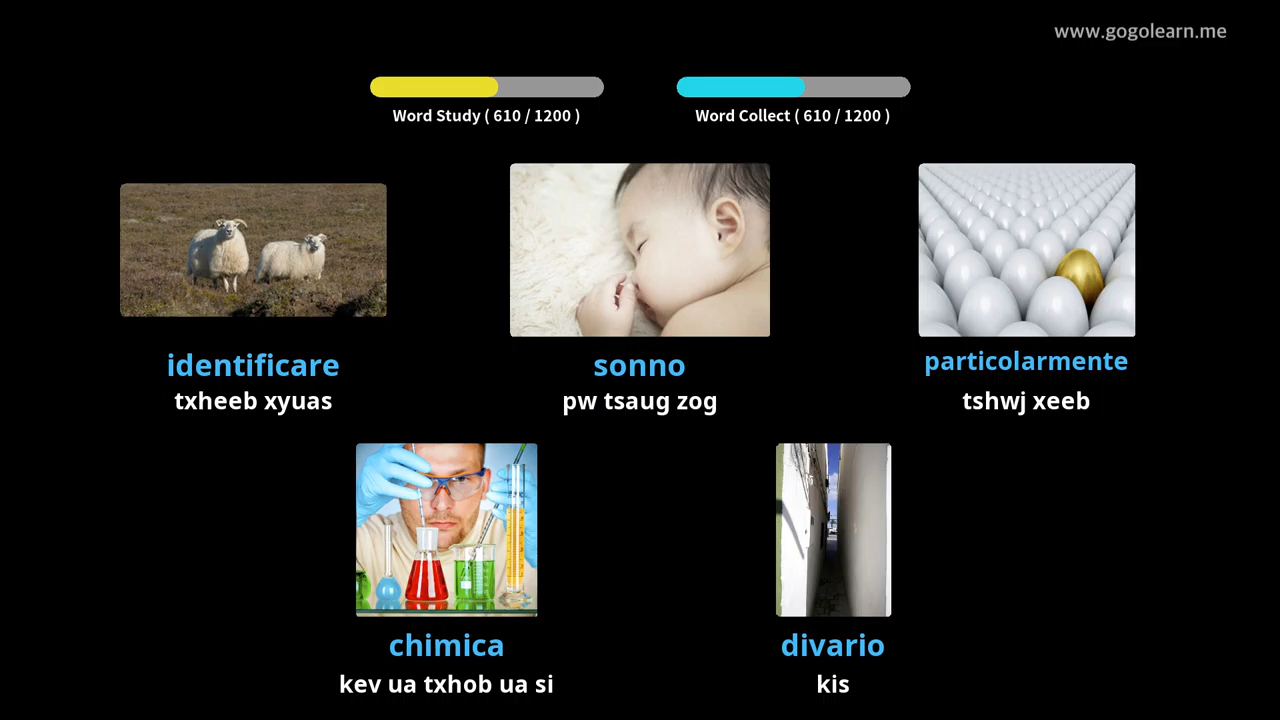 www.gogolearn.me
Word Study ( 610 / 1200 )
Word Collect ( 610 / 1200 )
identificare
txheeb xyuas
sonno
pw tsaug zog
particolarmente
tshwj xeeb
chimica
kev ua txhob ua si
divario
kis